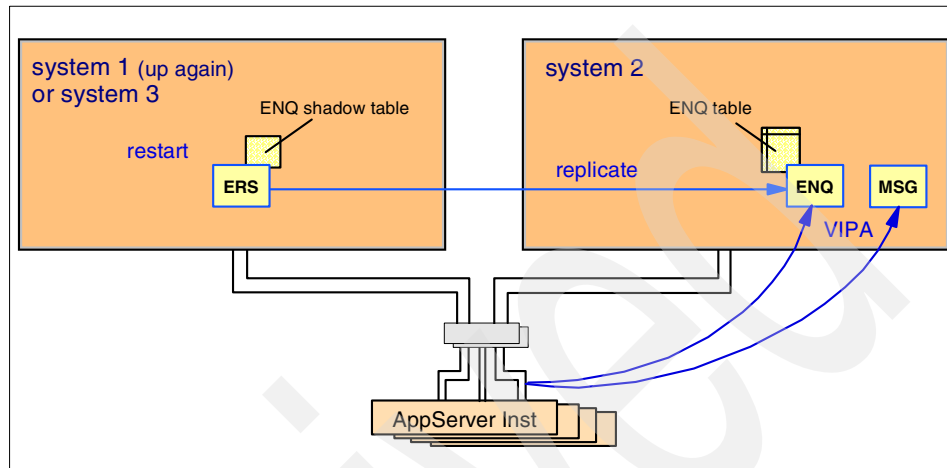 system 1 (up again)
or system 3
ENQ shadow table
restart
ERS
system 2
ENQ table
replicate
ENQ
MSG
VIPA
AppServer Inst